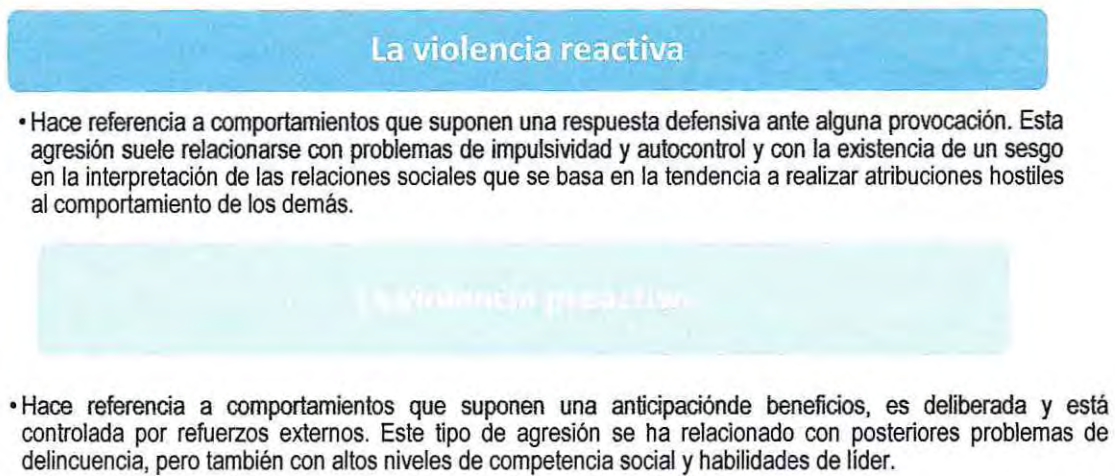 La violencia reactiva
• Hace referencia a comportamientos que suponen una respuesta defensiva ante alguna provocación. Esta
agresión suele relacionarse con problemas de impulsividad y autocontrol y con la existencia de un sesgo
en la interpretación de las relaciones sociales que se basa en la tendencia a realizar atribuciones hostiles
al comportamiento de los demás.
La violencia proactiva
• Hace referencia a comportamientos que suponen una anticipaciónde beneficios, es deliberada y está
controlada por refuerzos externos. Este tipo de agresión se ha relacionado con posteriores problemas de
delincuencia, pero también con altos niveles de competencia social y habilidades de líder.